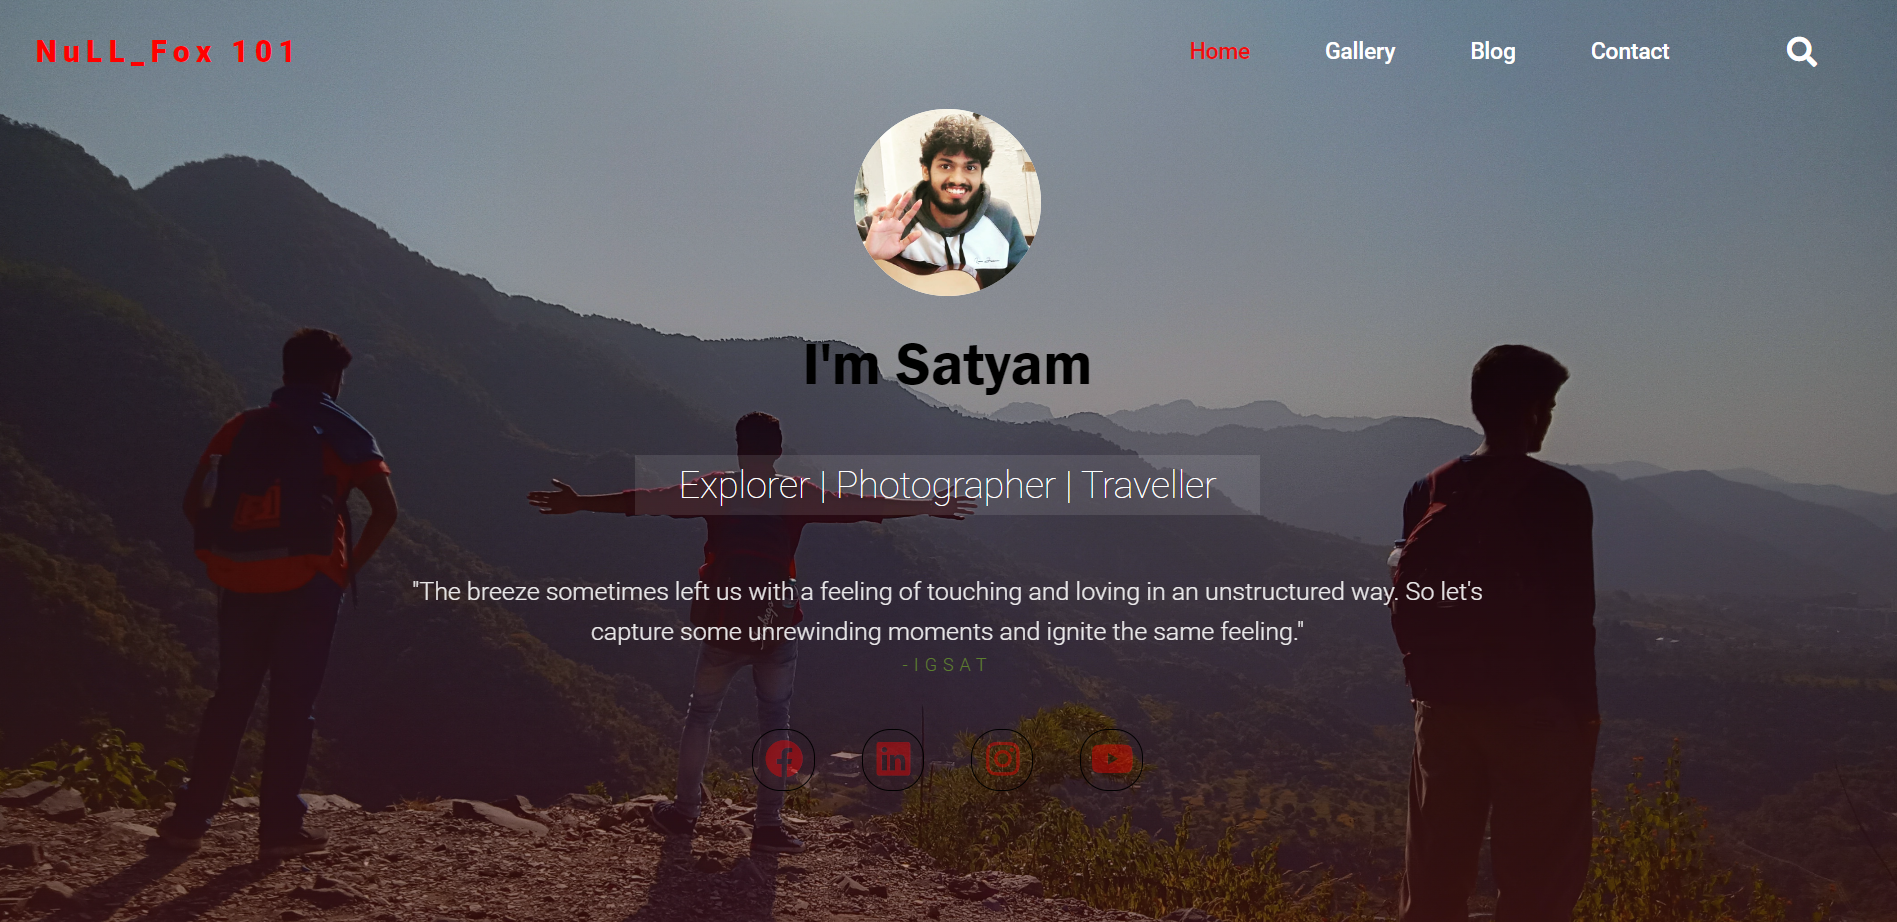 NuLL_Fox 101
Home Gallery Blog Contact
I'm Satyam
Explorer | Photographer | Traveller
"The breeze sometimes left us with a feeling of touching and loving in an unstructured way. So let's
capture some unrewinding moments and ignite the same feeling."
-IGSAT